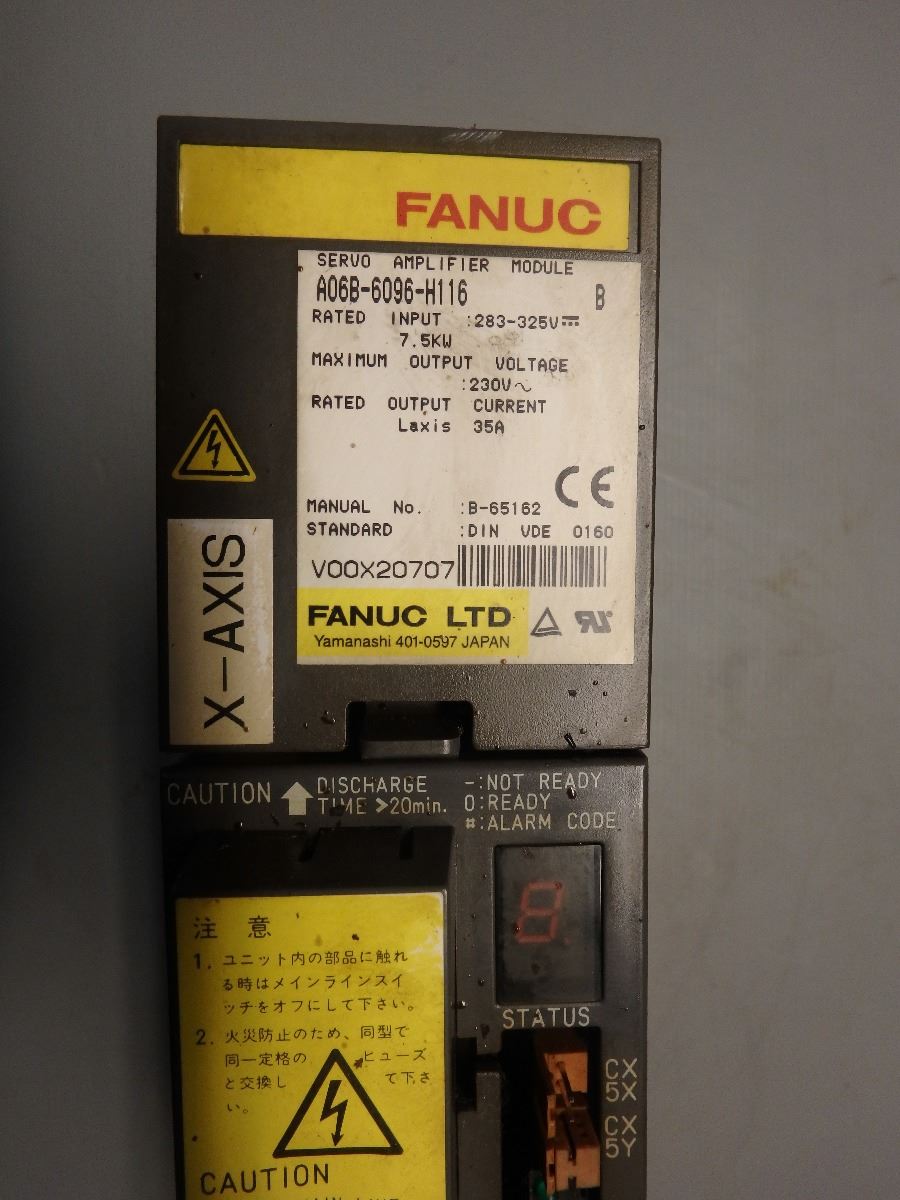 FANUC
SERVO AMPLIFIER MODULE
A06B-6096-H116 B
RATED INPUT :283-325V⎓
7.5KW
MAXIMUM OUTPUT VOLTAGE
:230V～
RATED OUTPUT CURRENT
Laxis 35A
CE
MANUAL No. :B-65162
STANDARD :DIN VDE 0160
V00X20707
FANUC LTD
Yamanashi 401-0597 JAPAN
X-AXIS
CAUTION DISCHARGE
TIME >20min.
-:NOT READY
0:READY
#:ALARM CODE
8.
STATUS
CX
5X
CX
5Y
注 意
1. ユニット内の部品に触れ
る時はメインラインスイ
ッチをオフにして下さい。
2. 火災防止のため、同型で
同一定格の ヒューズ
と交換し て下さ
い。
CAUTION